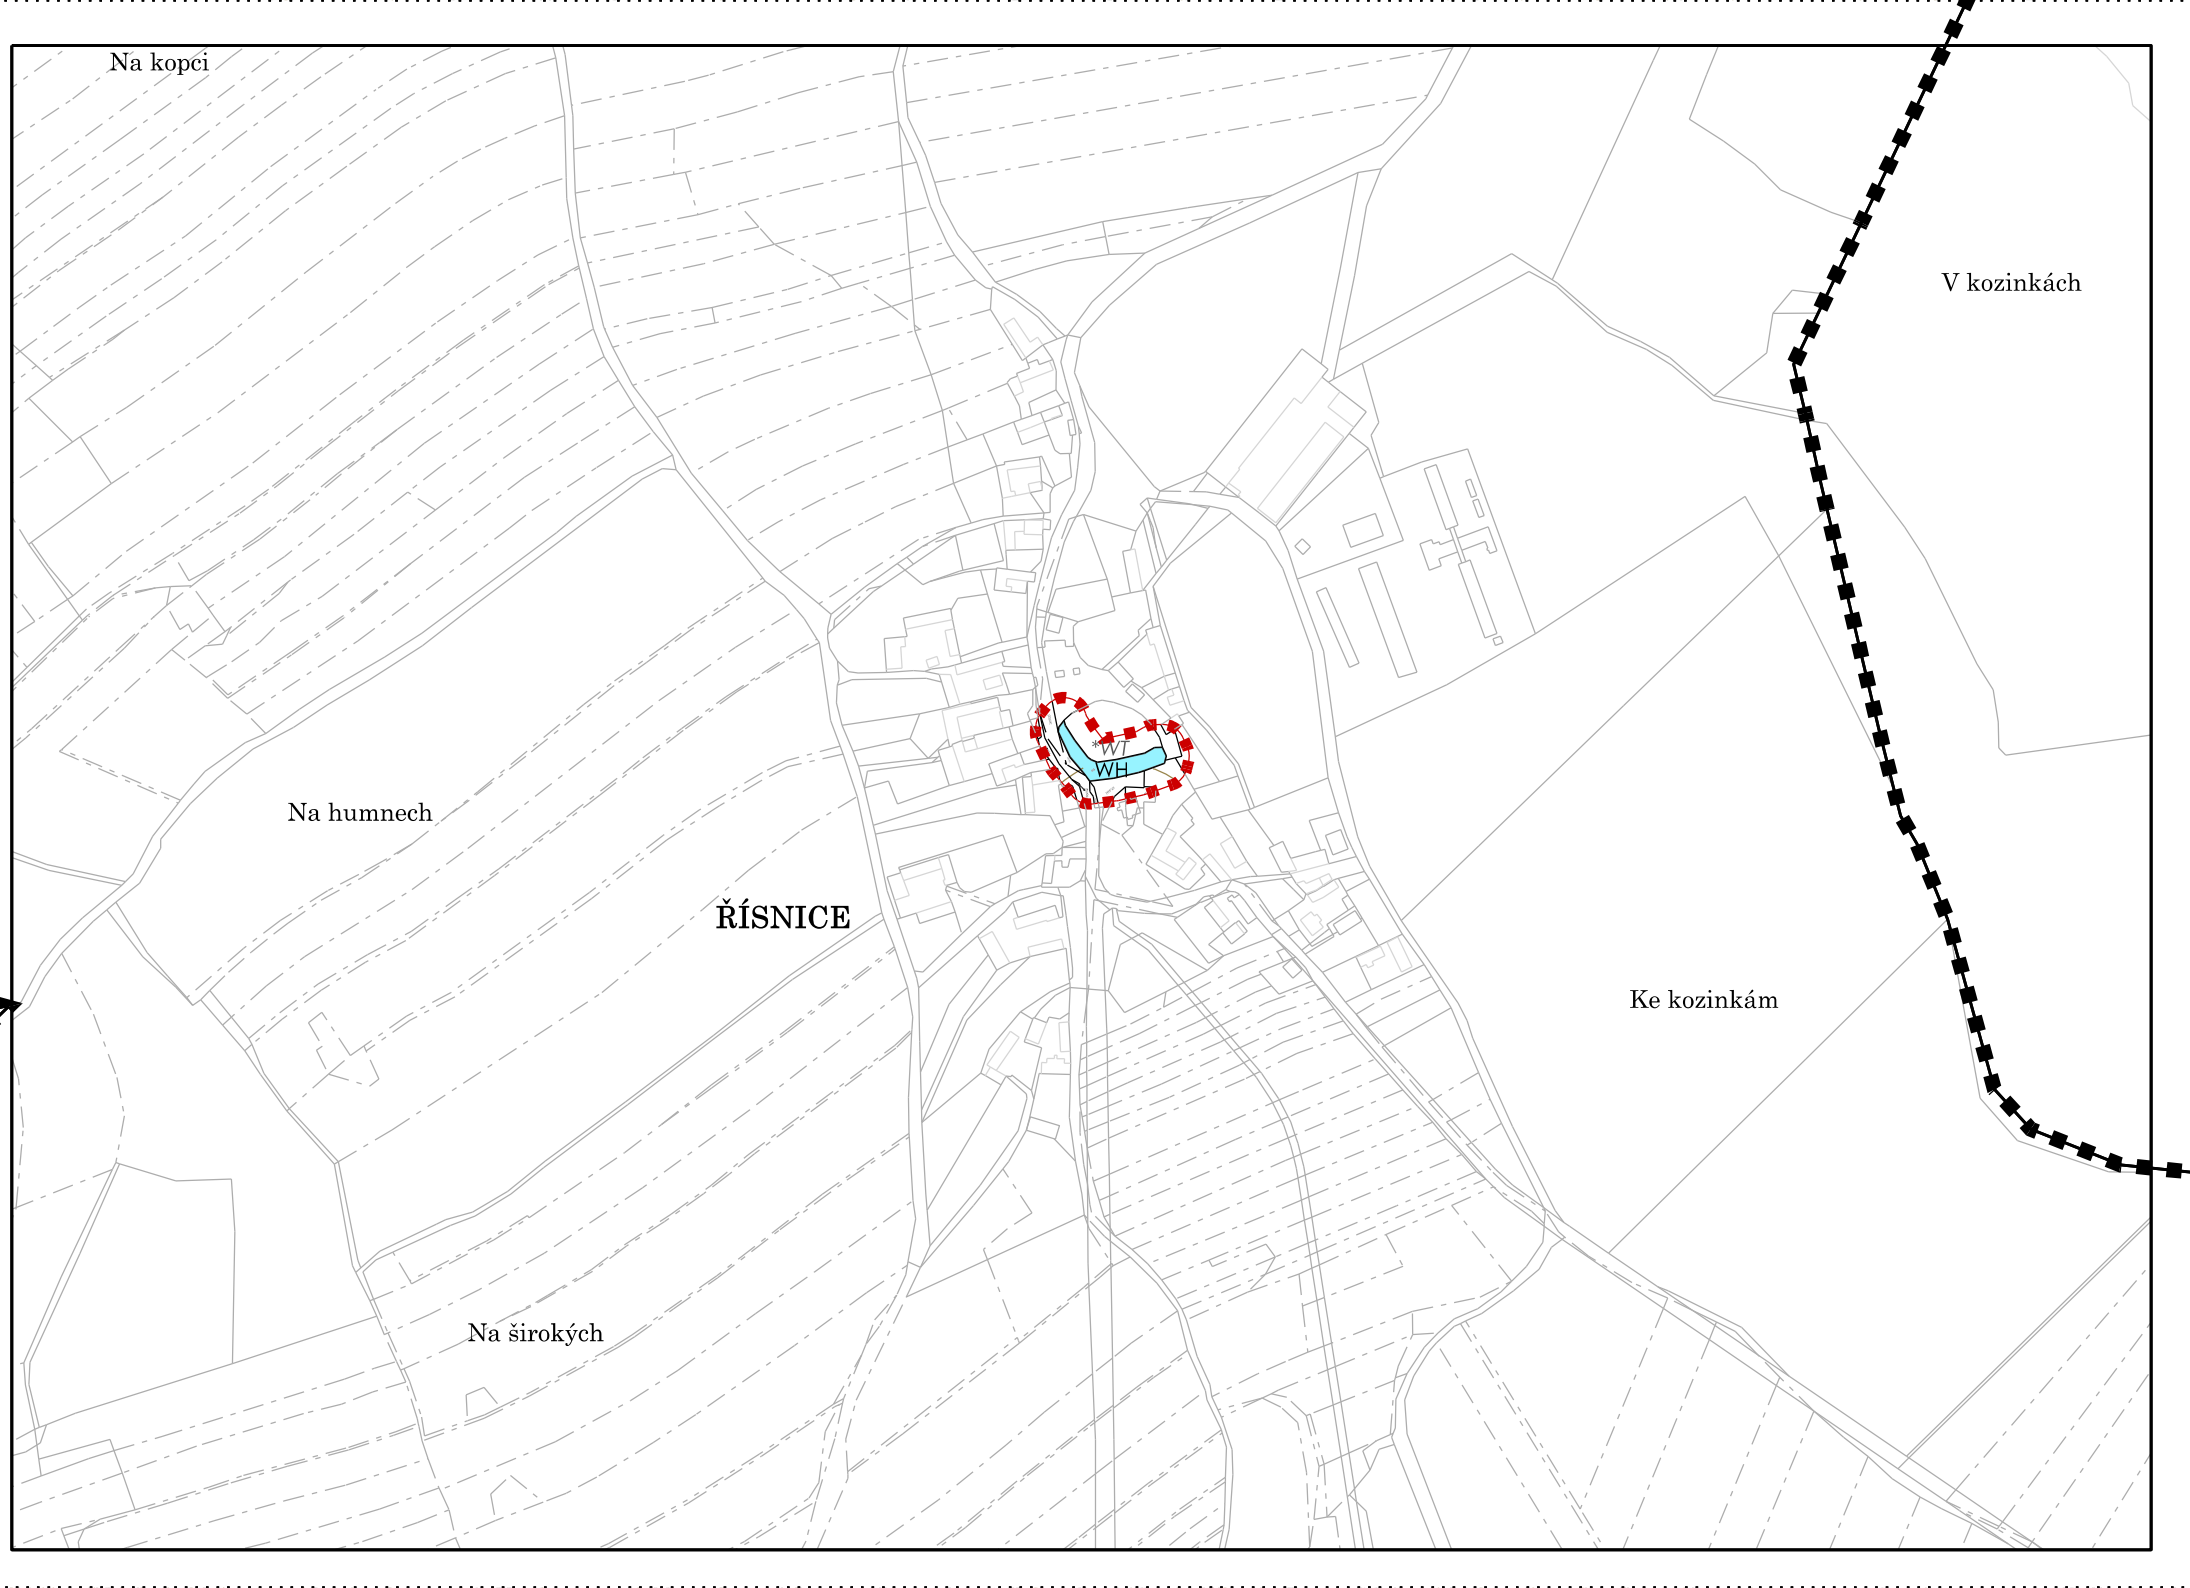 Na kopci
V kozinkách
*WT
WH
Na humnech
ŘÍSNICE
Ke kozinkám
Na širokých